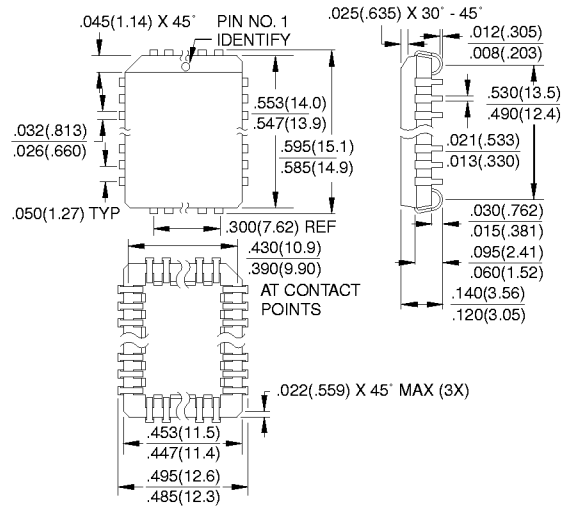 .045(1.14) X 45°
PIN NO. 1
IDENTIFY
.025(.635) X 30° - 45°
.012(.305)
.008(.203)
.553(14.0)
.547(13.9)
.530(13.5)
.490(12.4)
.032(.813)
.026(.660)
.595(15.1)
.585(14.9)
.021(.533)
.013(.330)
.050(1.27) TYP
.300(7.62) REF
.030(.762)
.015(.381)
.430(10.9)
.390(9.90)
AT CONTACT
POINTS
.095(2.41)
.060(1.52)
.140(3.56)
.120(3.05)
.022(.559) X 45° MAX (3X)
.453(11.5)
.447(11.4)
.495(12.6)
.485(12.3)